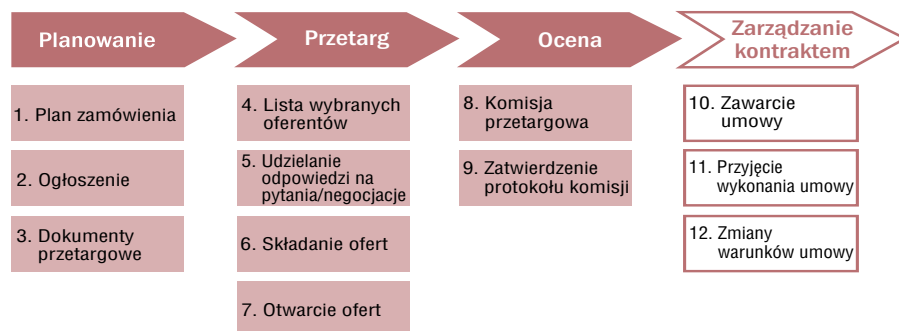 Planowanie
Przetarg
Ocena
Zarządzanie
kontraktem
1. Plan zamówienia
2. Ogłoszenie
3. Dokumenty
przetargowe
4. Lista wybranych
oferentów
5. Udzielanie
odpowiedzi na
pytania/negocjacje
6. Składanie ofert
7. Otwarcie ofert
8. Komisja
przetargowa
9. Zatwierdzenie
protokołu komisji
10. Zawarcie
umowy
11. Przyjęcie
wykonania umowy
12. Zmiany
warunków umowy